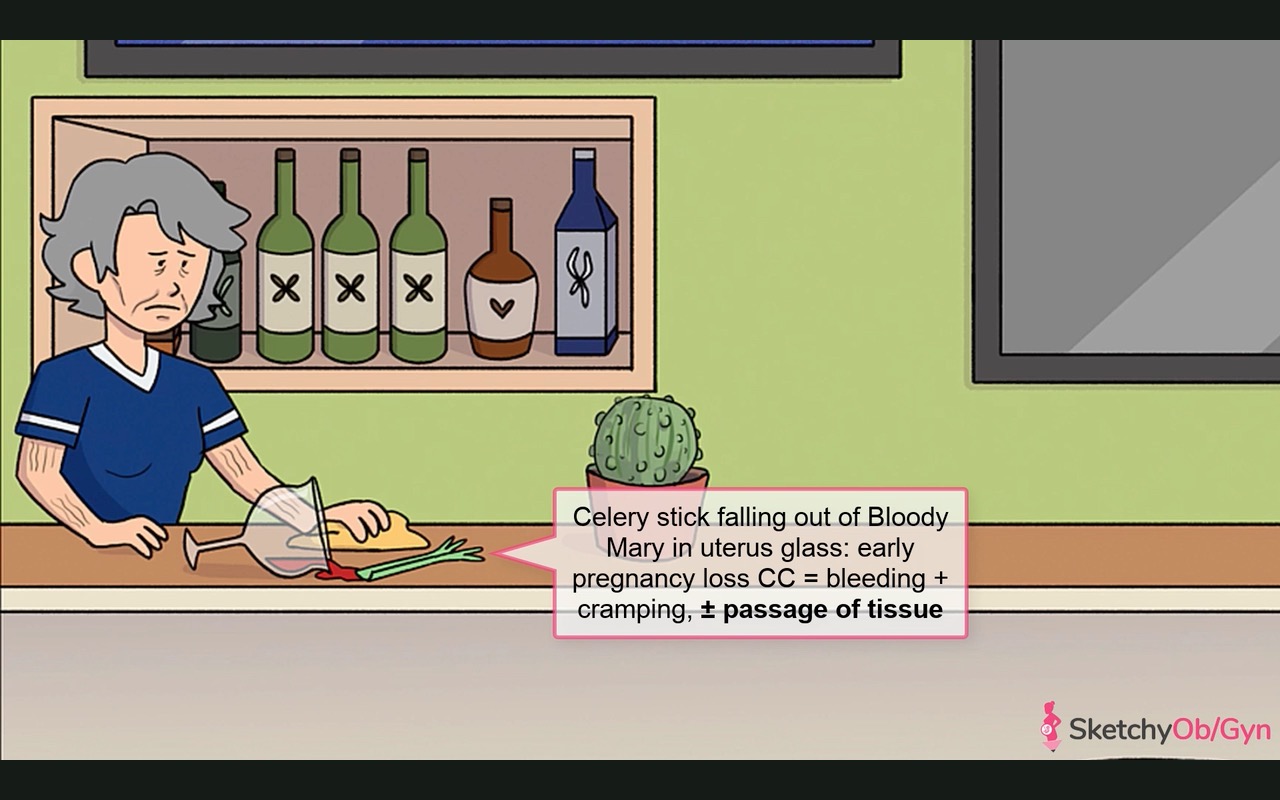 Celery stick falling out of Bloody
Mary in uterus glass: early
pregnancy loss CC = bleeding +
cramping, ± passage of tissue
SketchyOb/Gyn